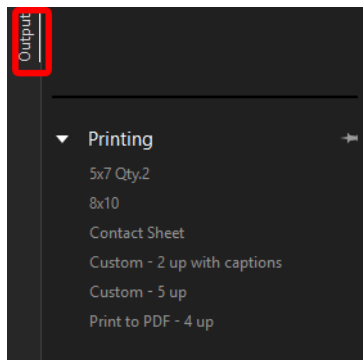 Output
Printing
5x7 Qty.2
8x10
Contact Sheet
Custom - 2 up with captions
Custom - 5 up
Print to PDF - 4 up